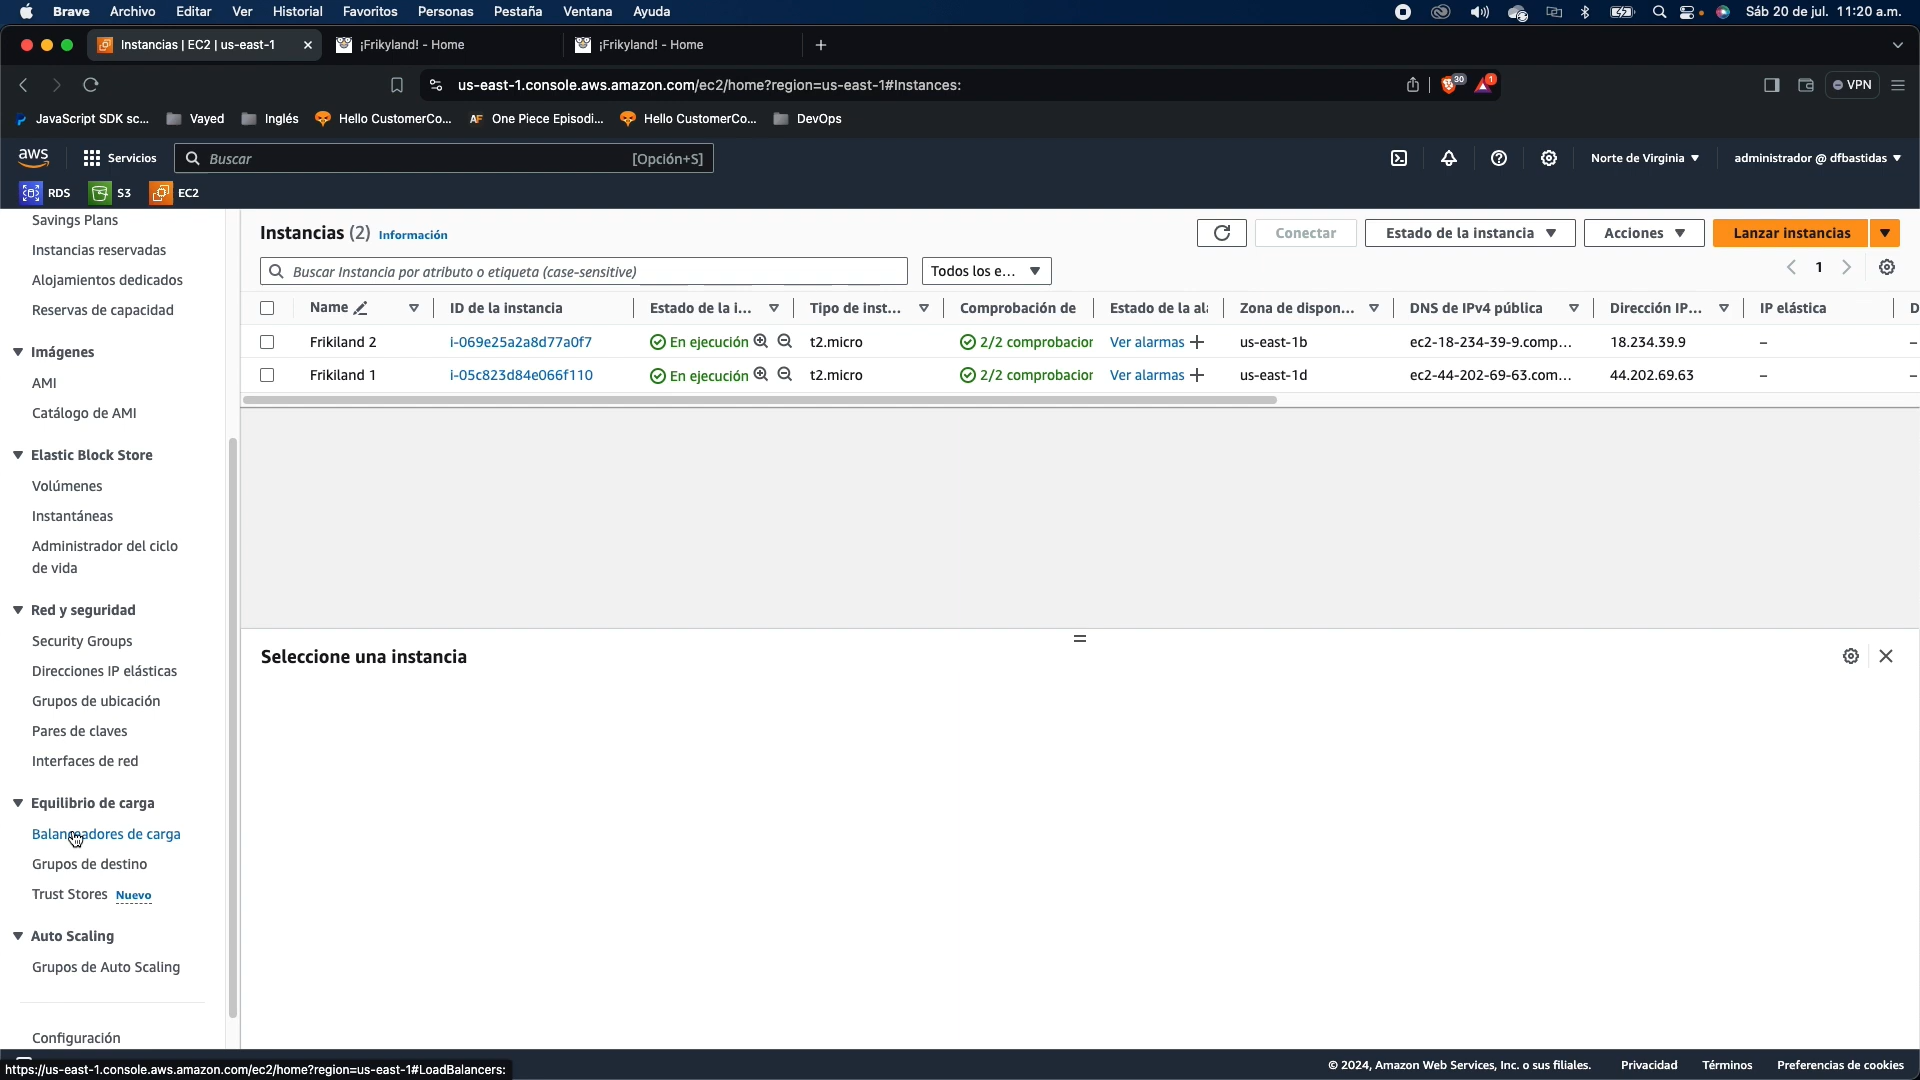 Brave Archivo Editar Ver Historial Favoritos Personas Pestaña Ventana Ayuda Sáb 20 de jul. 11:20 a.m.
Instancias | EC2 | us-east-1 ¡Frikyland! - Home ¡Frikyland! - Home
us-east-1.console.aws.amazon.com/ec2/home?region=us-east-1#Instances: 30 1 VPN
JavaScript SDK sc... Vayed Inglés Hello CustomerCo... AF One Piece Episodi... Hello CustomerCo... DevOps
aws Servicios Buscar [Opción+S] Norte de Virginia administrador @ dfbastidas
RDS S3 EC2
Savings Plans
Instancias reservadas
Alojamientos dedicados
Reservas de capacidad
Imágenes
AMI
Catálogo de AMI
Elastic Block Store
Volúmenes
Instantáneas
Administrador del ciclo
de vida
Red y seguridad
Security Groups
Direcciones IP elásticas
Grupos de ubicación
Pares de claves
Interfaces de red
Equilibrio de carga
Balanceadores de carga
Grupos de destino
Trust Stores Nuevo
Auto Scaling
Grupos de Auto Scaling
Configuración
Instancias (2) Información Conectar Estado de la instancia Acciones Lanzar instancias
Buscar Instancia por atributo o etiqueta (case-sensitive) Todos los e... 1
Name ID de la instancia Estado de la i... Tipo de inst... Comprobación de Estado de la al Zona de dispon... DNS de IPv4 pública Dirección IP... IP elástica D
Frikiland 2 i-069e25a2a8d77a0f7 En ejecución t2.micro 2/2 comprobacior Ver alarmas + us-east-1b ec2-18-234-39-9.comp... 18.234.39.9 – –
Frikiland 1 i-05c823d84e066f110 En ejecución t2.micro 2/2 comprobacior Ver alarmas + us-east-1d ec2-44-202-69-63.com... 44.202.69.63 – –
Seleccione una instancia
https://us-east-1.console.aws.amazon.com/ec2/home?region=us-east-1#LoadBalancers: © 2024, Amazon Web Services, Inc. o sus filiales. Privacidad Términos Preferencias de cookies